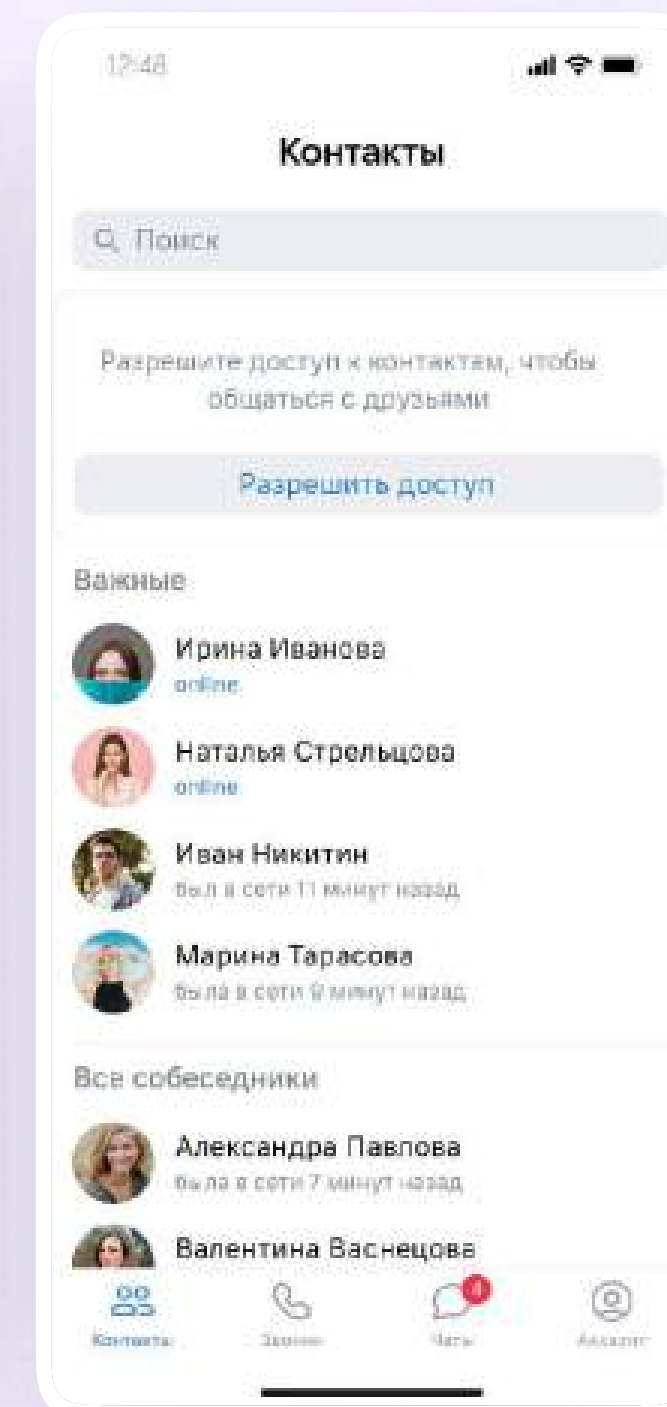 12:48
Контакты
Поиск
Разрешите доступ к контактам, чтобы
общаться с друзьями
Разрешить доступ
Важные
Ирина Иванова
online
Наталья Стрельцова
online
Иван Никитин
был в сети 11 минут назад
Марина Тарасова
была в сети 9 минут назад
Все собеседники
Александра Павлова
была в сети 7 минут назад
Валентина Васнецова
4
Контакты Звонки Чаты Аккаунт